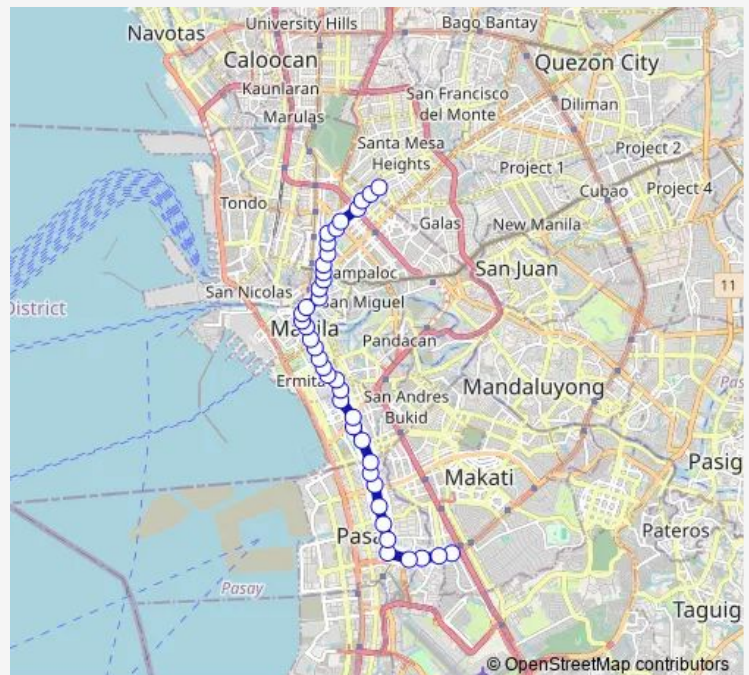 Navotas
University Hills
Bago Bantay
Caloocan
Quezon City
Kaunlaran
San Francisco
del Monte
Diliman
Marulas
Santa Mesa
Heights
Project 2
Project 1
Cubao
Project 4
Tondo
Galas
New Manila
Sampaloc
San Juan
11
San Nicolas
San Miguel
District
Manila
Pandacan
Ermita
San Andres
Bukid
Mandaluyong
Pas
Makati
Pasig
Pasa
Pateros
Pasay
Taguig
© OpenStreetMap contributors